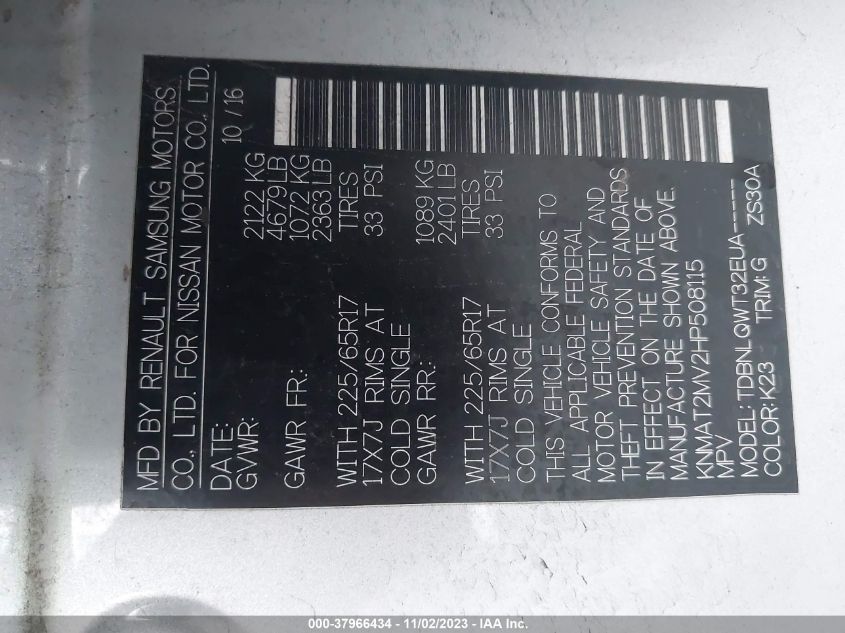 MFD BY RENAULT SAMSUNG MOTORS
CO., LTD. FOR NISSAN MOTOR CO., LTD.
DATE: 10 / 16
GVWR: 2122 KG
4679 LB
GAWR FR: 1072 KG
2363 LB
WITH 225/65R17 TIRES
17X7J RIMS AT 33 PSI
COLD SINGLE
GAWR RR: 1089 KG
2401 LB
WITH 225/65R17 TIRES
17X7J RIMS AT 33 PSI
COLD SINGLE
THIS VEHICLE CONFORMS TO
ALL APPLICABLE FEDERAL
MOTOR VEHICLE SAFETY AND
THEFT PREVENTION STANDARDS
IN EFFECT ON THE DATE OF
MANUFACTURE SHOWN ABOVE.
KNMAT2MV2HP508115
MPV
MODEL: TDBNLQWT32EUA-----
COLOR: K23 TRIM: G ZS30A
000-37966434 - 11/02/2023 - IAA Inc.